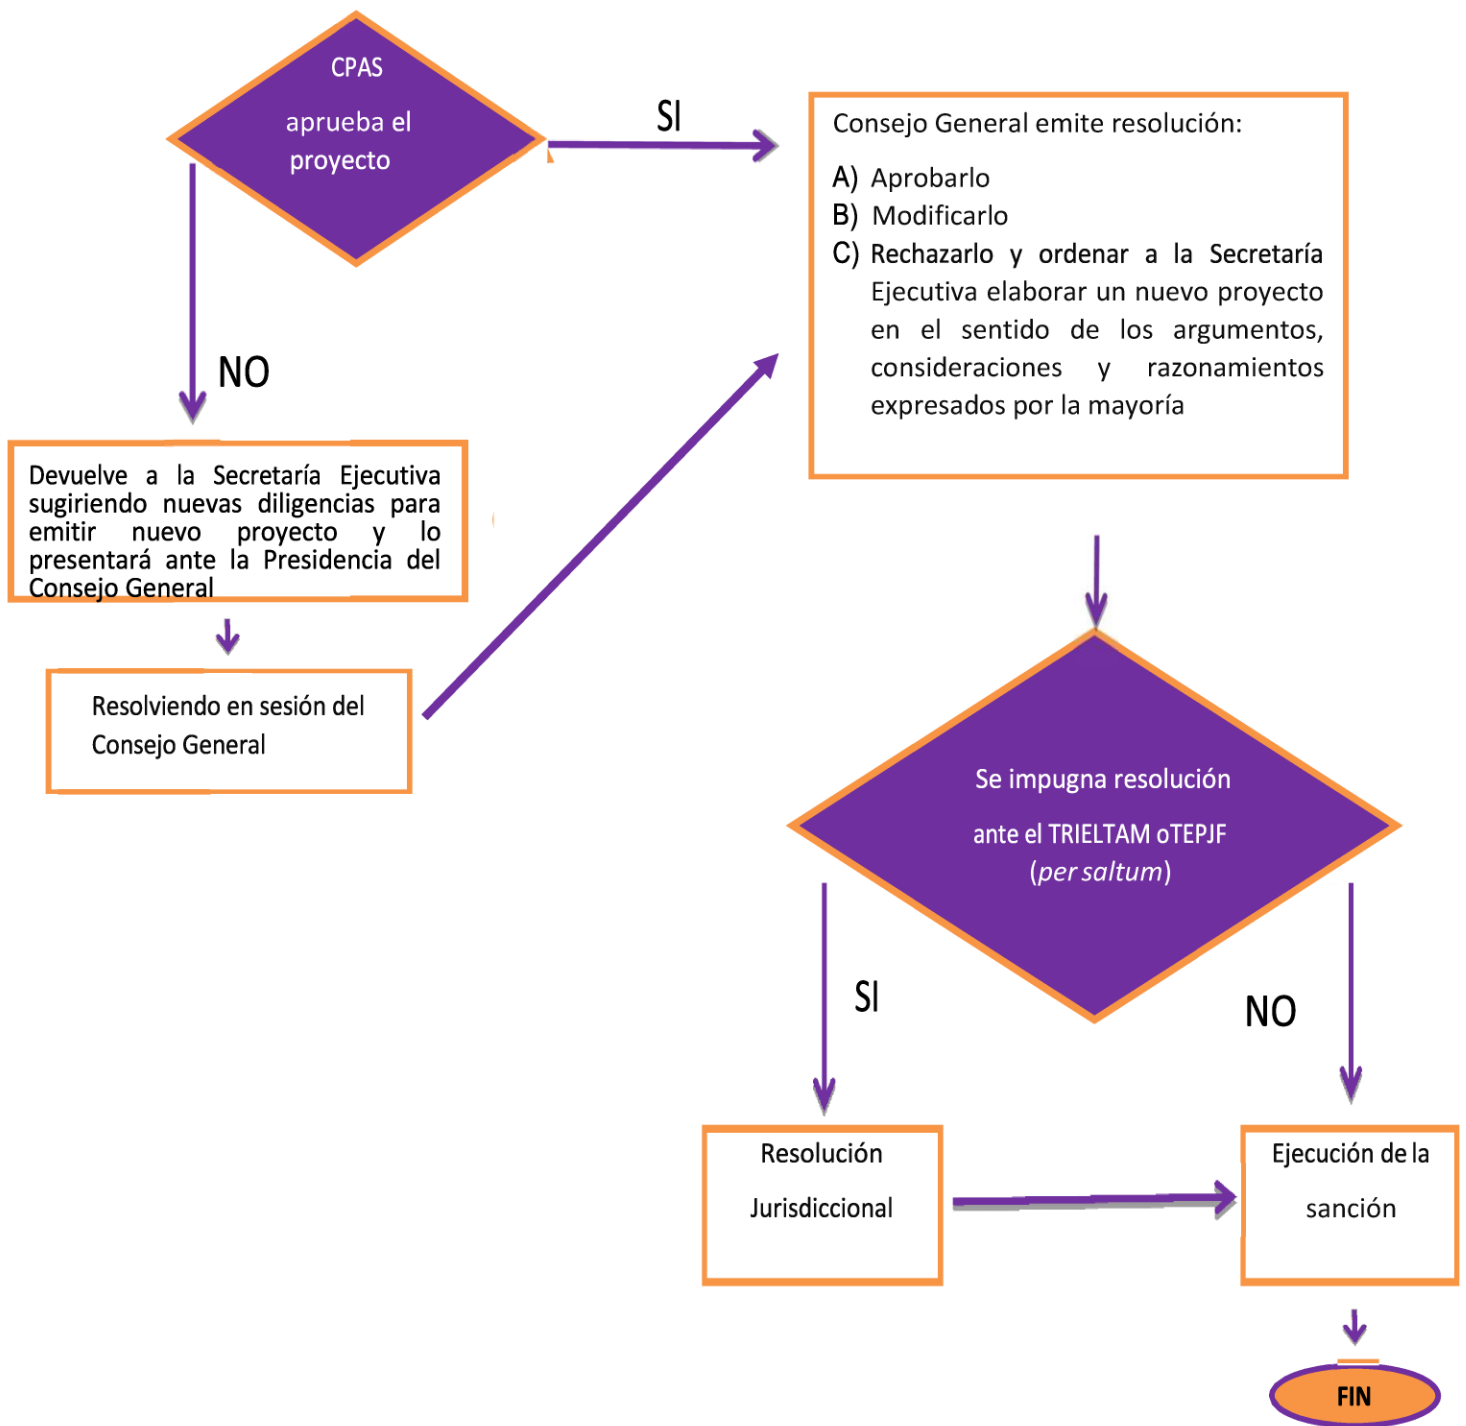 CPAS
aprueba el
proyecto
SI
Consejo General emite resolución:
A) Aprobarlo
B) Modificarlo
C) Rechazarlo y ordenar a la Secretaría
Ejecutiva elaborar un nuevo proyecto
en el sentido de los argumentos,
consideraciones y razonamientos
expresados por la mayoría
NO
Devuelve a la Secretaría Ejecutiva
sugiriendo nuevas diligencias para
emitir nuevo proyecto y lo
presentará ante la Presidencia del
Consejo General
Resolviendo en sesión del
Consejo General
Se impugna resolución
ante el TRIELTAM oTEPJF
(per saltum)
SI
NO
Resolución
Jurisdiccional
Ejecución de la
sanción
FIN